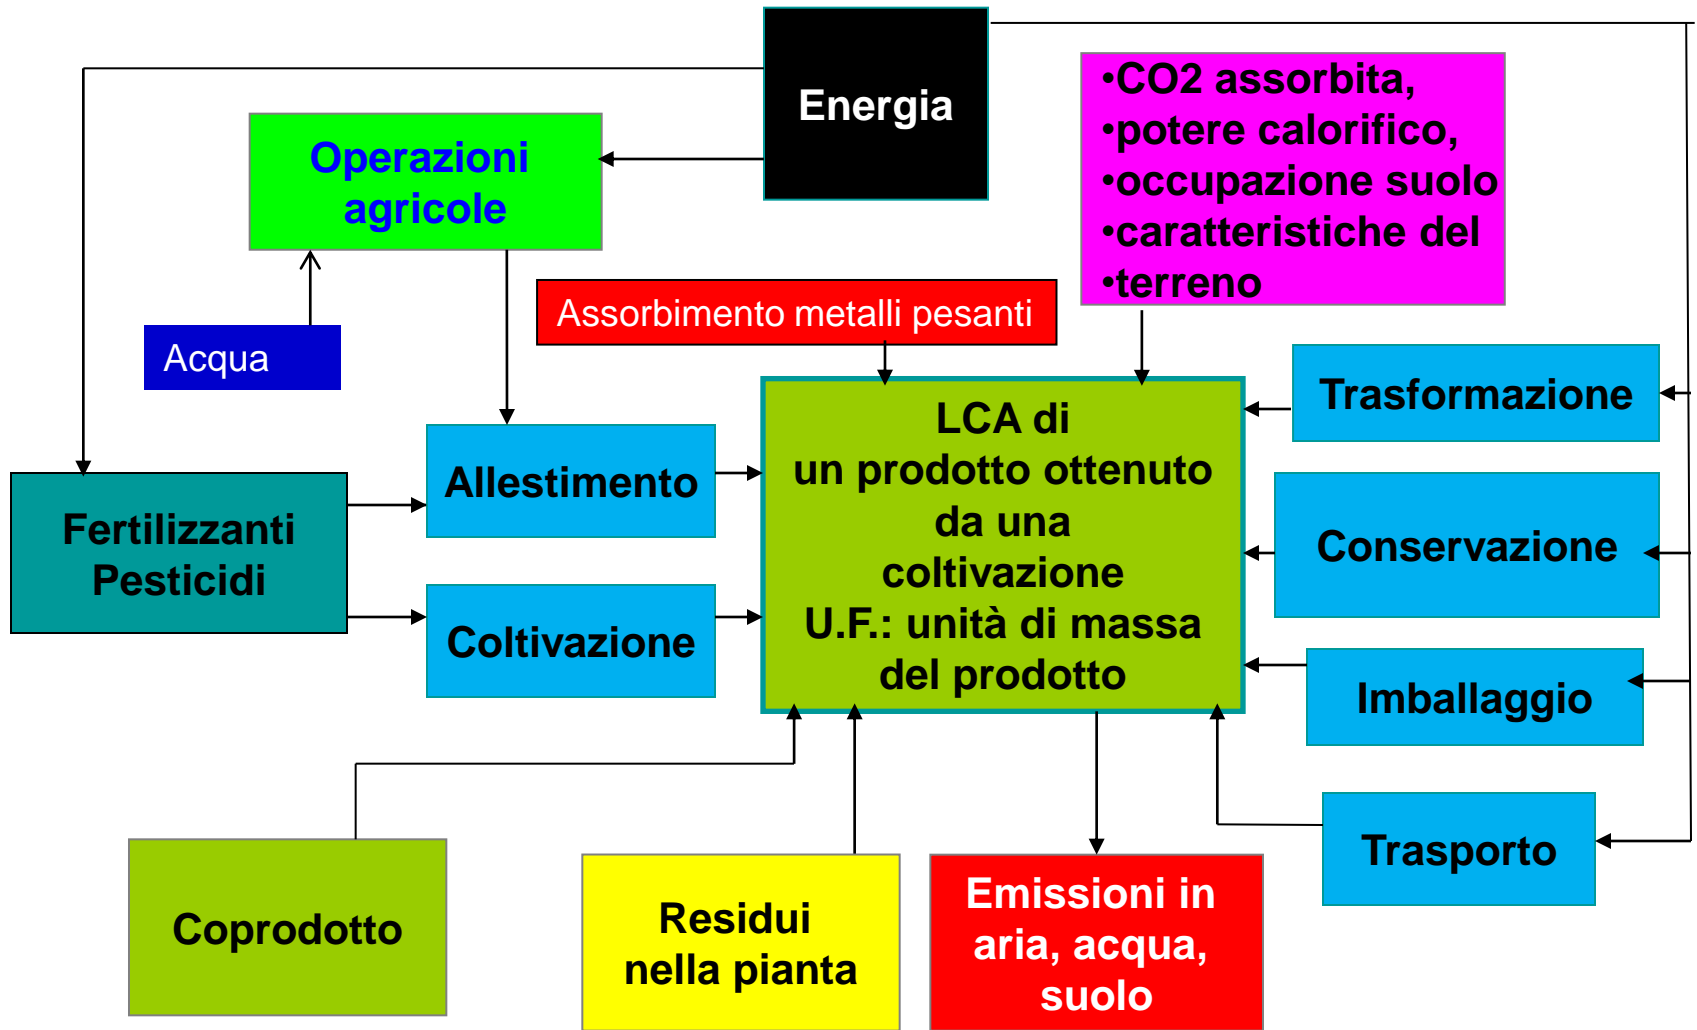 Energia
•CO2 assorbita,
•potere calorifico,
•occupazione suolo
•caratteristiche del
•terreno
Operazioni
agricole
Assorbimento metalli pesanti
Acqua
Trasformazione
LCA di
un prodotto ottenuto
da una
coltivazione
U.F.: unità di massa
del prodotto
Allestimento
Fertilizzanti
Pesticidi
Conservazione
Coltivazione
Imballaggio
Trasporto
Coprodotto
Residui
nella pianta
Emissioni in
aria, acqua,
suolo